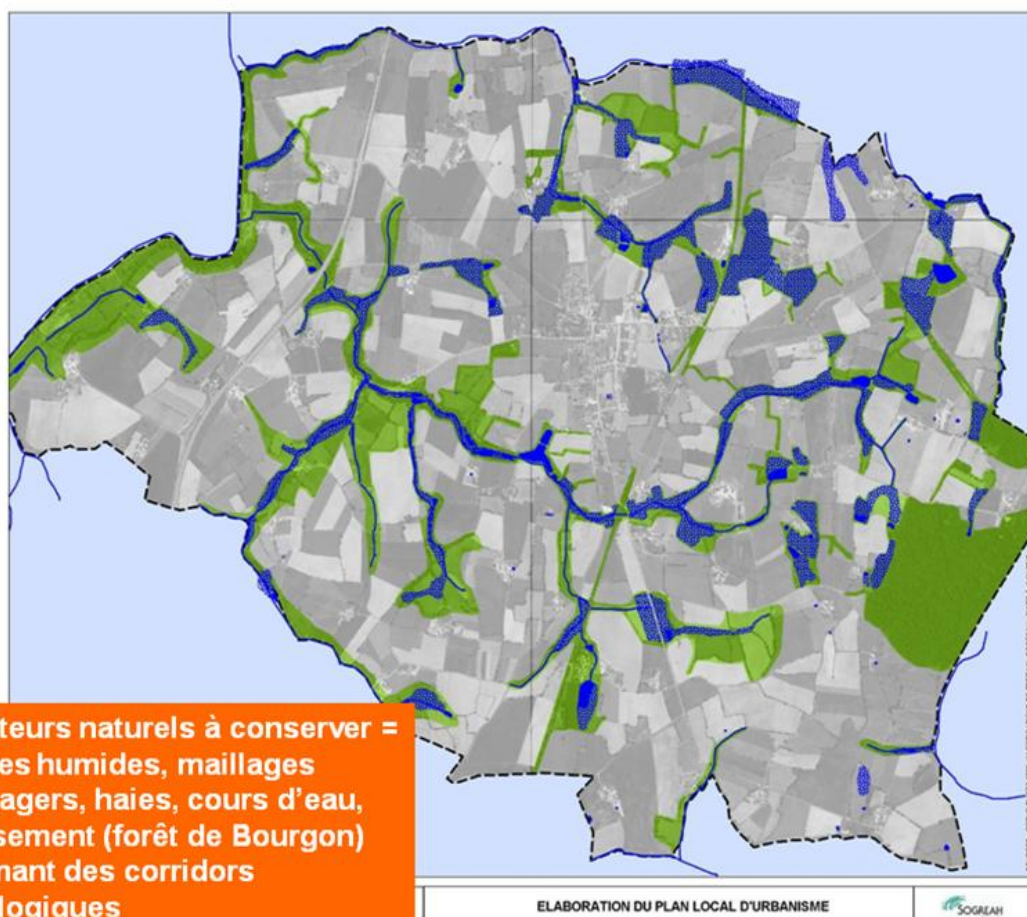 teurs naturels à conserver =
es humides, maillages
agers, haies, cours d'eau,
sement (forêt de Bourgon)
nant des corridors
logiques
ELABORATION DU PLAN LOCAL D'URBANISME
SOGREAH